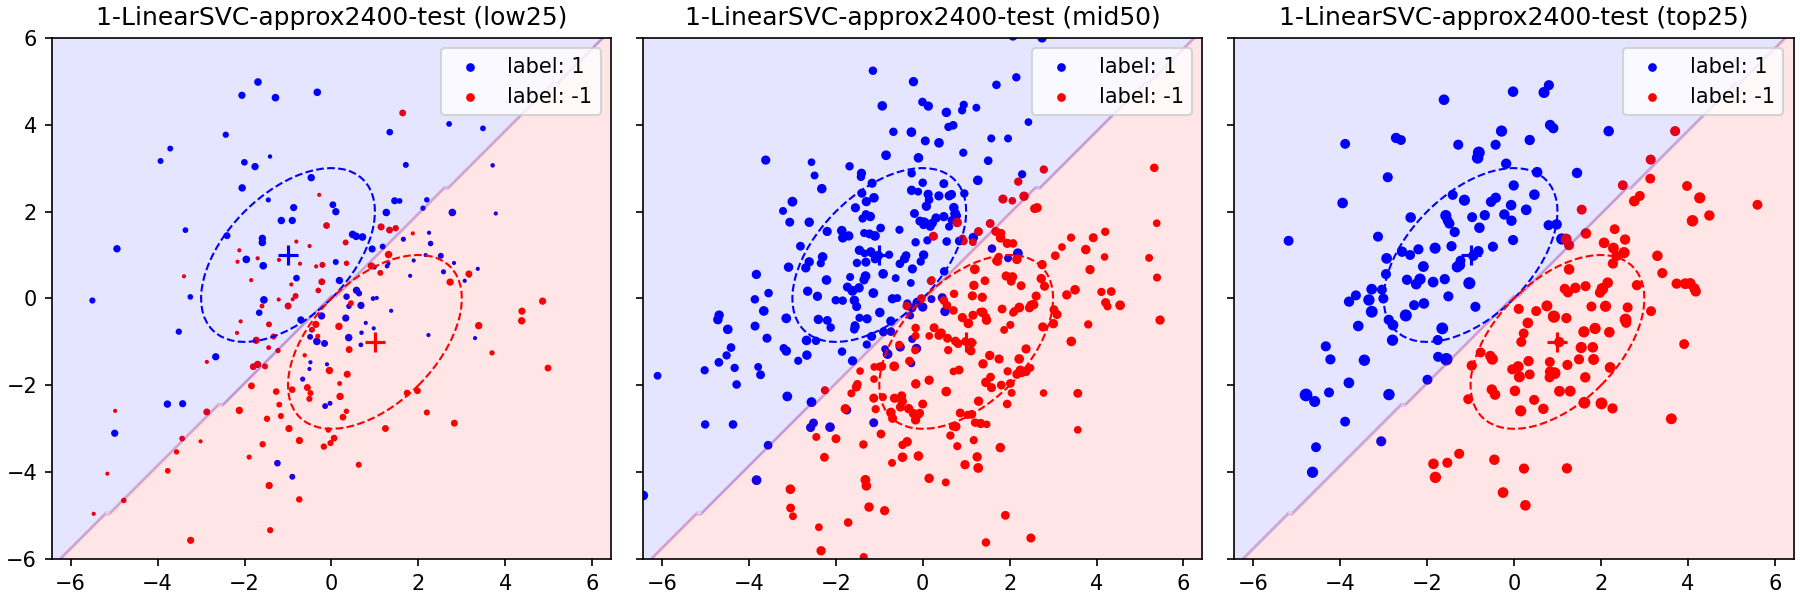 1-LinearSVC-approx2400-test (low25)
1-LinearSVC-approx2400-test (mid50)
1-LinearSVC-approx2400-test (top25)
label: 1
label: -1
label: 1
label: -1
label: 1
label: -1
6
4
2
0
−2
−4
−6
−6 −4 −2 0 2 4 6
−6 −4 −2 0 2 4 6
−6 −4 −2 0 2 4 6